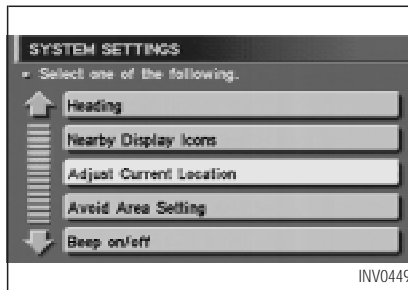 SYSTEM SETTINGS
Select one of the following.
Heading
Nearby Display Icons
Adjust Current Location
Avoid Area Setting
Beep on/off
INV0449